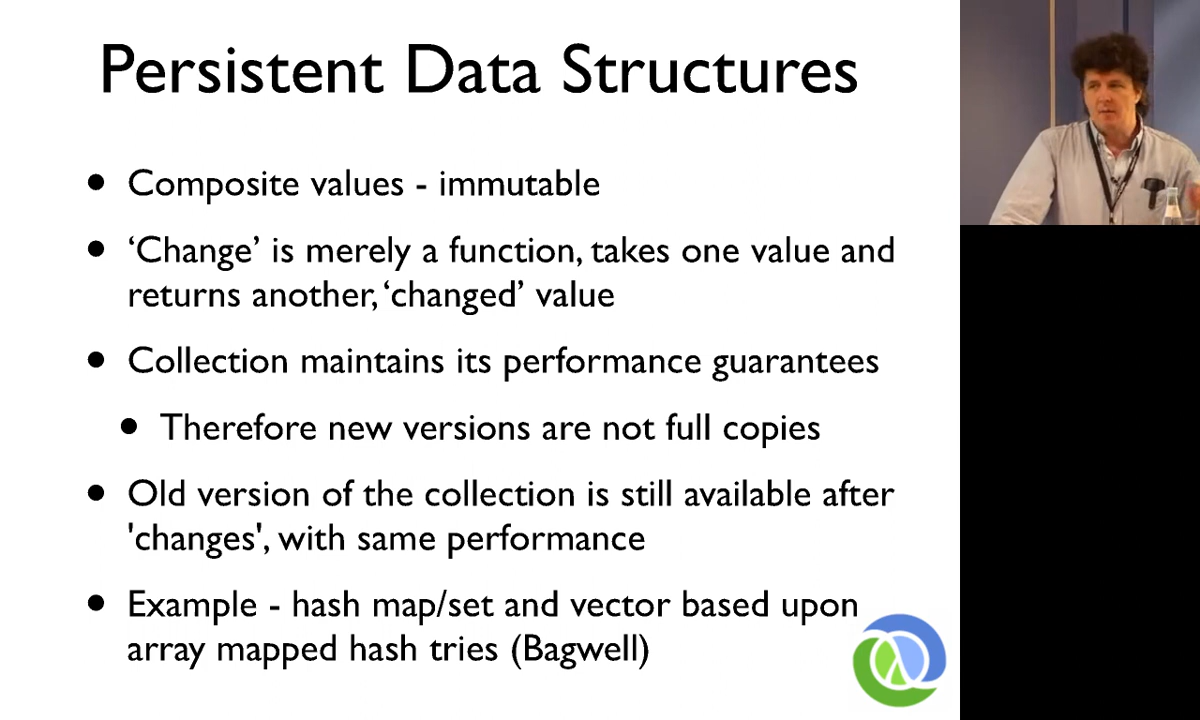 Persistent Data Structures
• Composite values - immutable
• ‘Change’ is merely a function, takes one value and
returns another, ‘changed’ value
• Collection maintains its performance guarantees
• Therefore new versions are not full copies
• Old version of the collection is still available after
'changes', with same performance
• Example - hash map/set and vector based upon
array mapped hash tries (Bagwell)